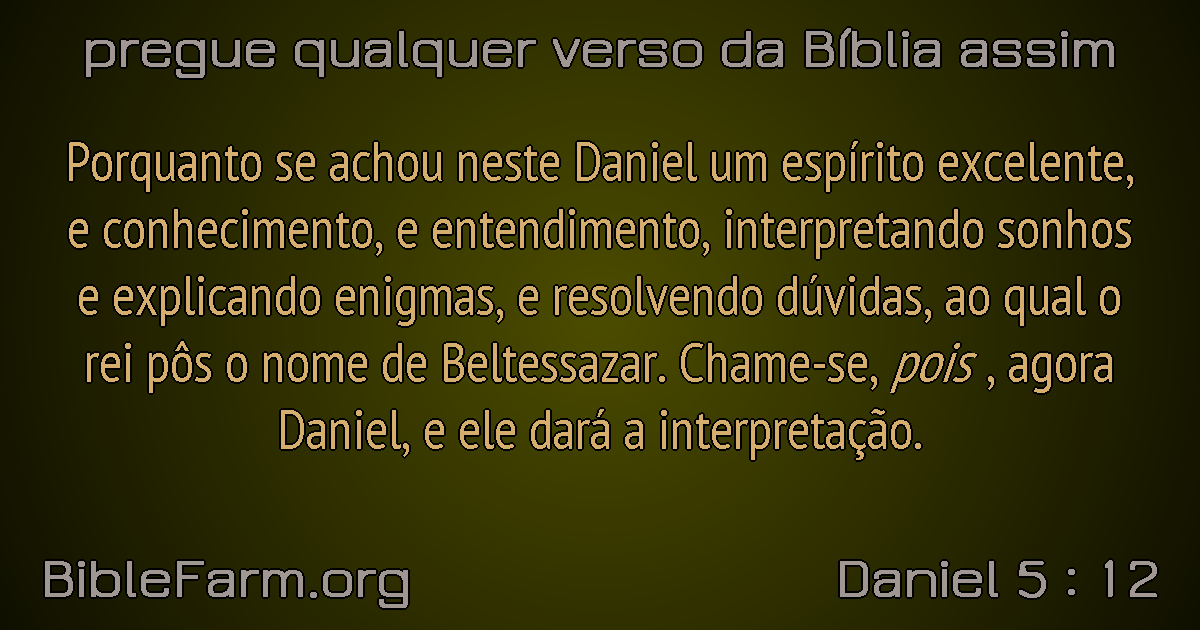 pregue qualquer verso da Bíblia assim
Porquanto se achou neste Daniel um espírito excelente,
e conhecimento, e entendimento, interpretando sonhos
e explicando enigmas, e resolvendo dúvidas, ao qual o
rei pôs o nome de Beltessazar. Chame-se, pois , agora
Daniel, e ele dará a interpretação.
BibleFarm.org
Daniel 5 : 12